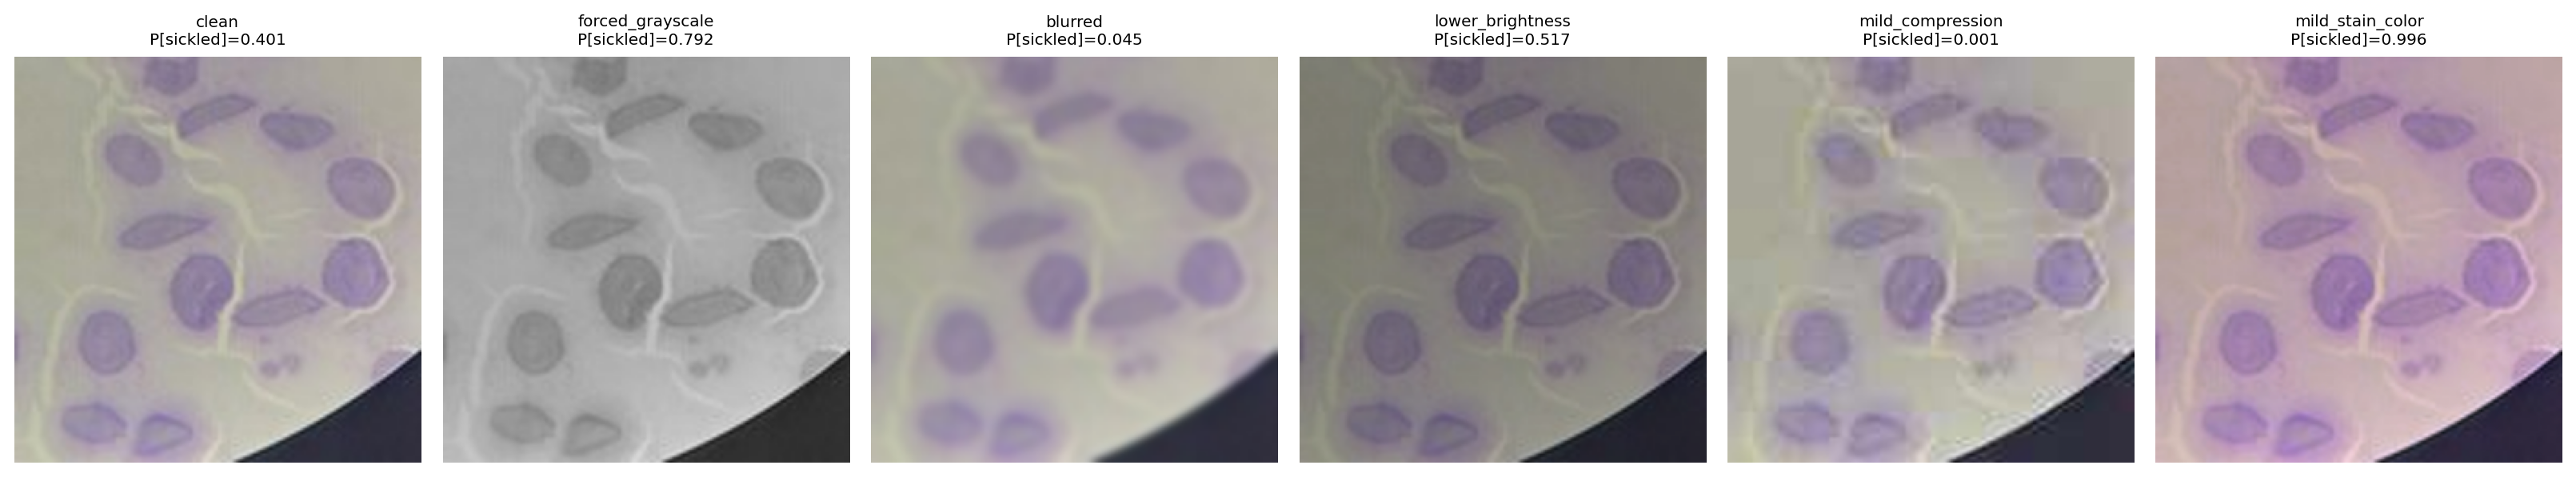 clean
P[sickled]=0.401
forced_grayscale
P[sickled]=0.792
blurred
P[sickled]=0.045
lower_brightness
P[sickled]=0.517
mild_compression
P[sickled]=0.001
mild_stain_color
P[sickled]=0.996